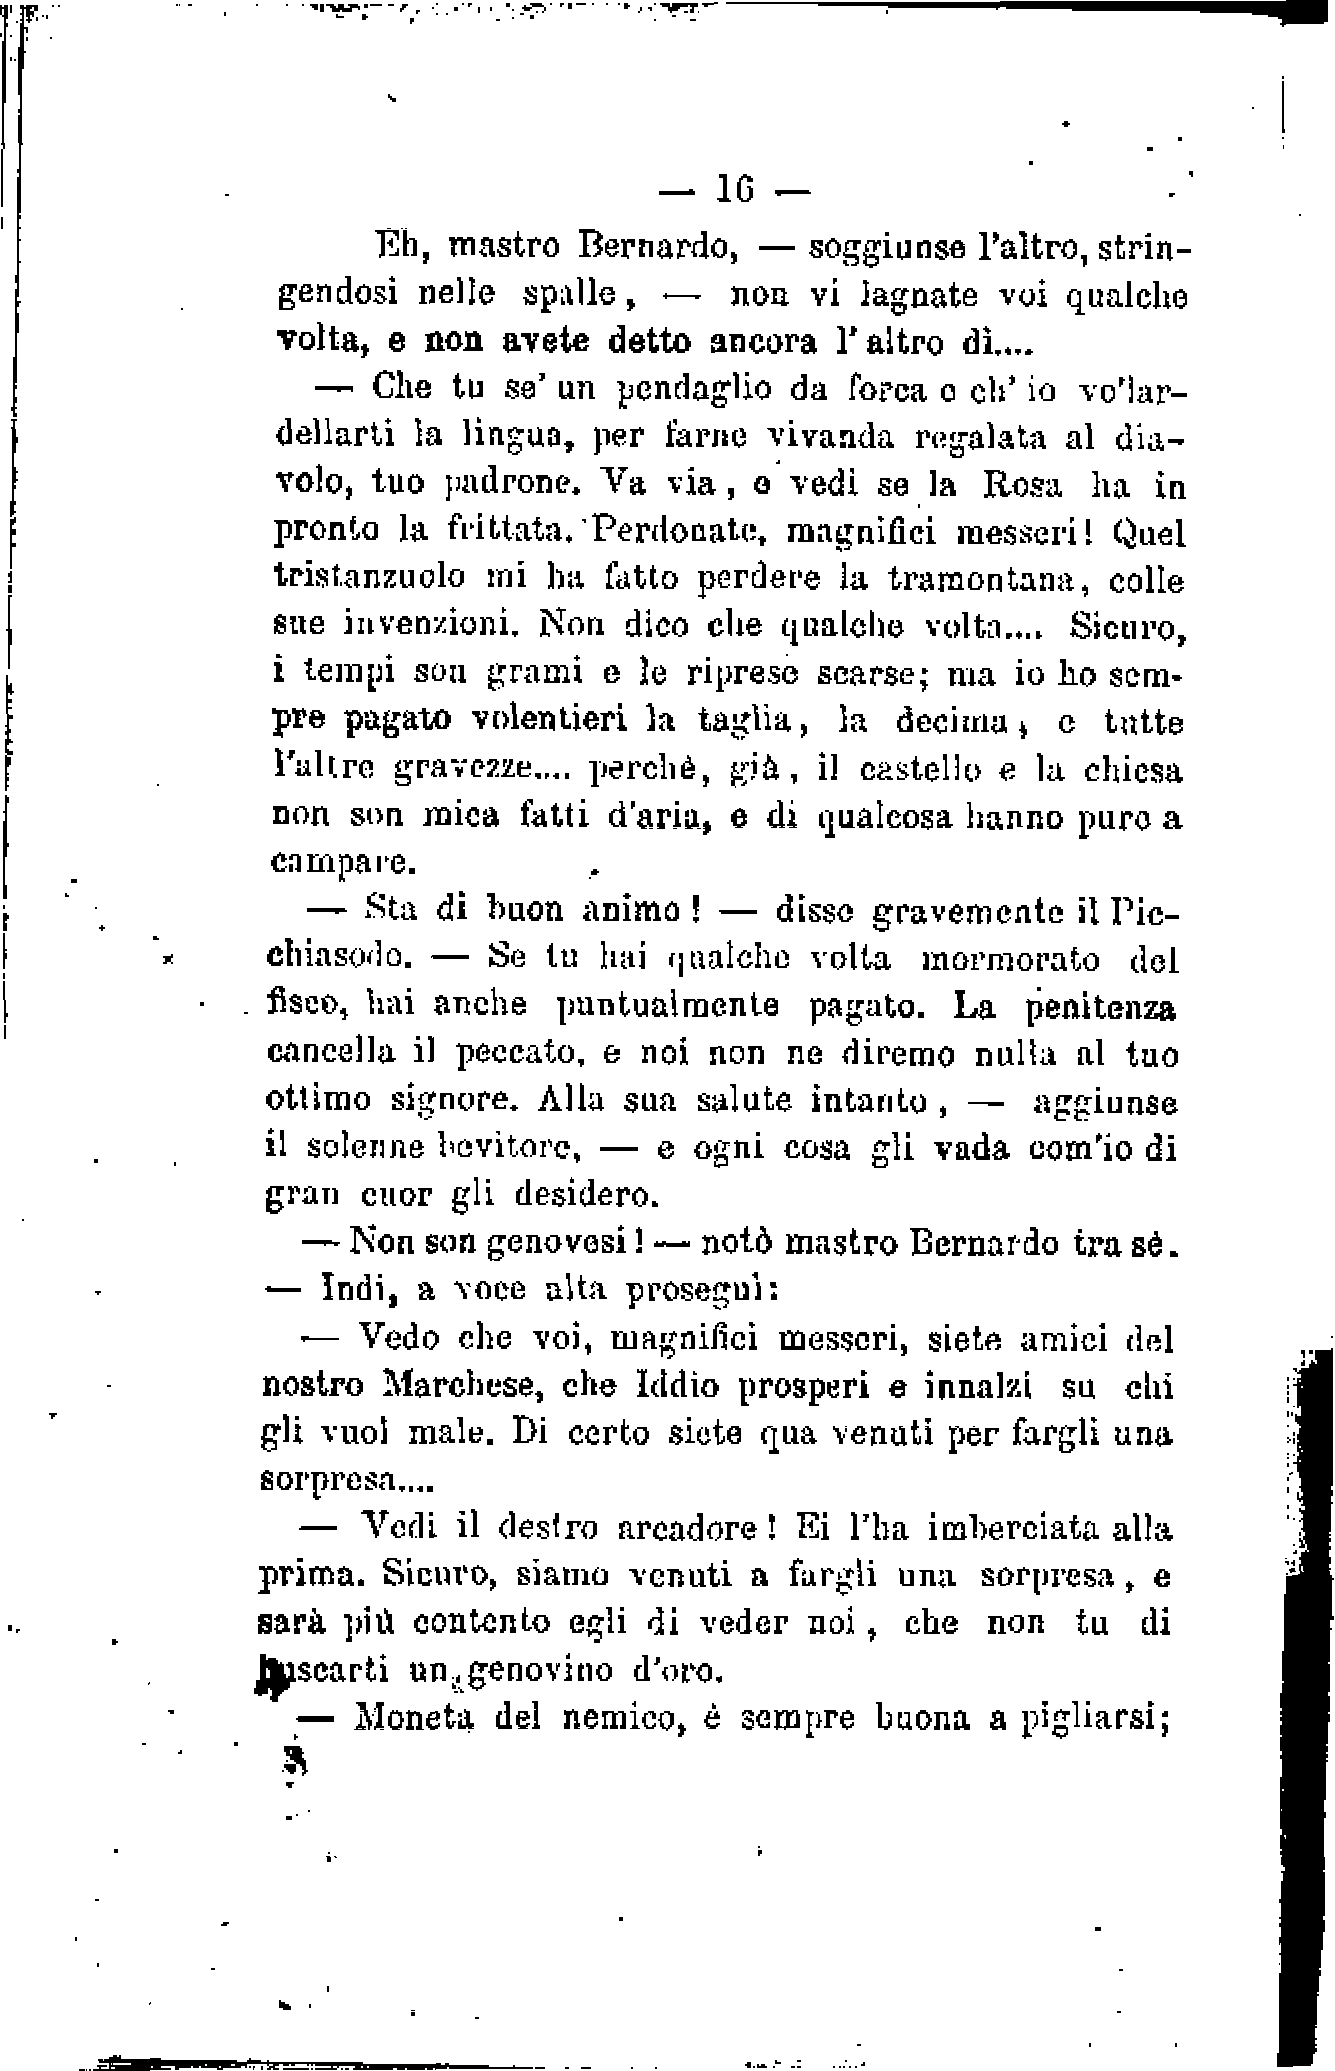 — 16 —
Eh, mastro Bernardo, — soggiunse l'altro, strin-
gendosi nelle spalle, — non vi lagnate voi qualche
volta, e non avete detto ancora l'altro dì....
— Che tu se' un pendaglio da forca e ch'io vo'lar-
dellarti la lingua, per farne vivanda regalata al dia-
volo, tuo padrone. Va via, e vedi se la Rosa ha in
pronto la frittata. Perdonate, magnifici messeri! Quel
tristanzuolo mi ha fatto perdere la tramontana, colle
sue invenzioni. Non dico che qualche volta.... Sicuro,
i tempi son grami e le riprese scarse; ma io ho sem-
pre pagato volentieri la taglia, la decima, e tutte
l'altre gravezze.... perchè, già, il castello e la chiesa
non son mica fatti d'aria, e di qualcosa hanno pure a
campare.
— Sta di buon animo! — disse gravemente il Pic-
chiasodo. — Se tu hai qualche volta mormorato del
fisco, hai anche puntualmente pagato. La penitenza
cancella il peccato, e noi non ne diremo nulla al tuo
ottimo signore. Alla sua salute intanto, — aggiunse
il solenne bevitore, — e ogni cosa gli vada com'io di
gran cuor gli desidero.
— Non son genovesi! — notò mastro Bernardo tra sè.
— Indi, a voce alta proseguì:
— Vedo che voi, magnifici messeri, siete amici del
nostro Marchese, che Iddio prosperi e innalzi su chi
gli vuol male. Di certo siete qua venuti per fargli una
sorpresa....
— Vedi il destro arcadore! Ei l'ha imberciata alla
prima. Sicuro, siamo venuti a fargli una sorpresa, e
sarà più contento egli di veder noi, che non tu di
buscarti un genovino d'oro.
— Moneta del nemico, è sempre buona a pigliarsi;